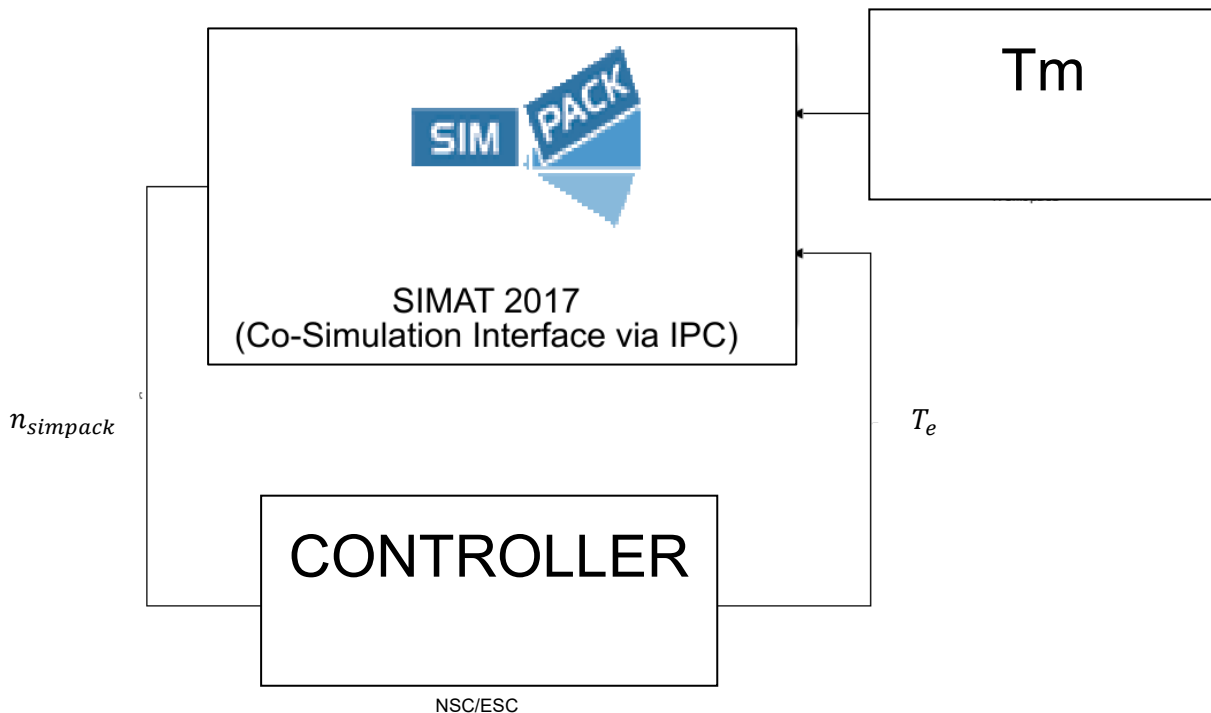 Tm
SIM PACK
SIMAT 2017
(Co-Simulation Interface via IPC)
n_simpack
T_e
CONTROLLER
NSC/ESC